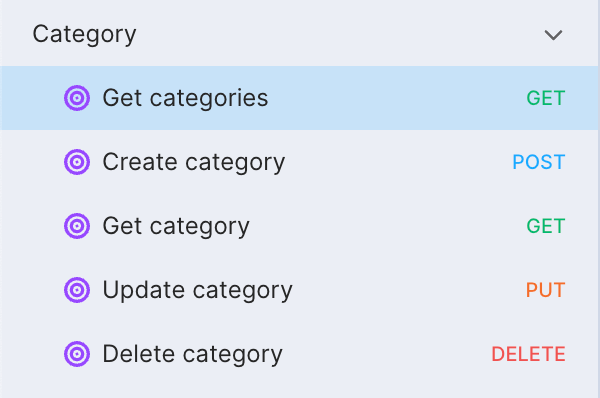 Category
Get categories GET
Create category POST
Get category GET
Update category PUT
Delete category DELETE